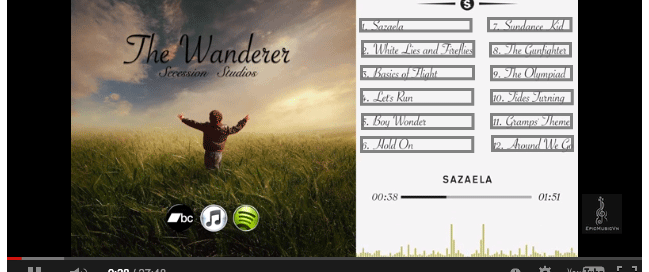 The Wanderer
Secession Studios
bc
S
1. Sazaela
2. White Lies and Fireflies
3. Basics of Flight
4. Let's Run
5. Boy Wonder
6. Hold On
7. Sundance Kid
8. The Gunfighter
9. The Olympiad
10. Tides Turning
11. Gramps' Theme
12. Around We Go
SAZAELA
00:38
01:51
EpicMusicVn